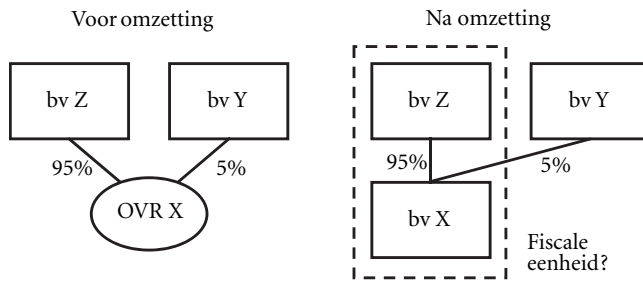 Voor omzetting
bv Z
bv Y
95%
5%
OVR X
Na omzetting
bv Z
bv Y
95%
5%
bv X
Fiscale
eenheid?